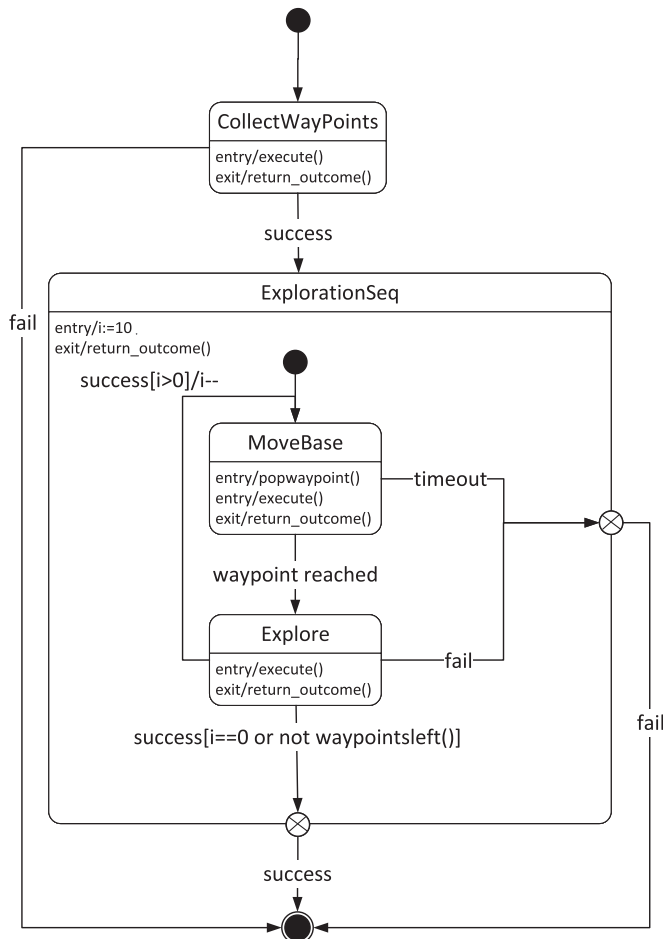 CollectWayPoints
entry/execute()
exit/return_outcome()
success
ExplorationSeq
fail
entry/i:=10
exit/return_outcome()
success[i>0]/i--
MoveBase
entry/popwaypoint()
timeout
entry/execute()
exit/return_outcome()
waypoint reached
Explore
fail
entry/execute()
exit/return_outcome()
fail
success[i==0 or not waypointsleft()]
success